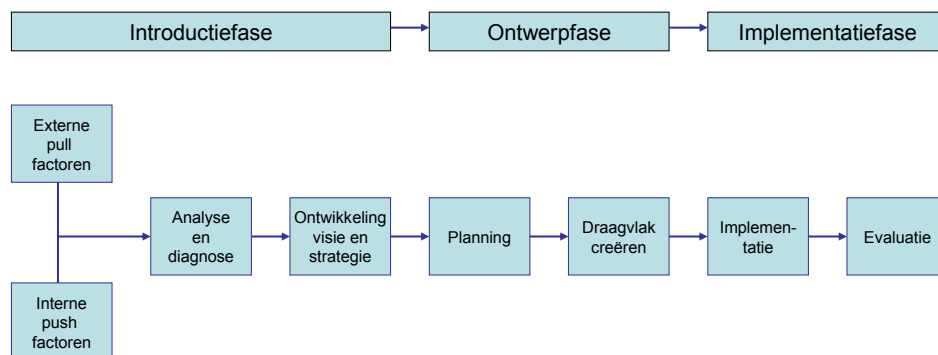 Introductiefase
Ontwerpfase
Implementatiefase
Externe
pull
factoren
Analyse
en
diagnose
Ontwikkeling
visie en
strategie
Planning
Draagvlak
creëren
Implemen-
tatie
Evaluatie
Interne
push
factoren